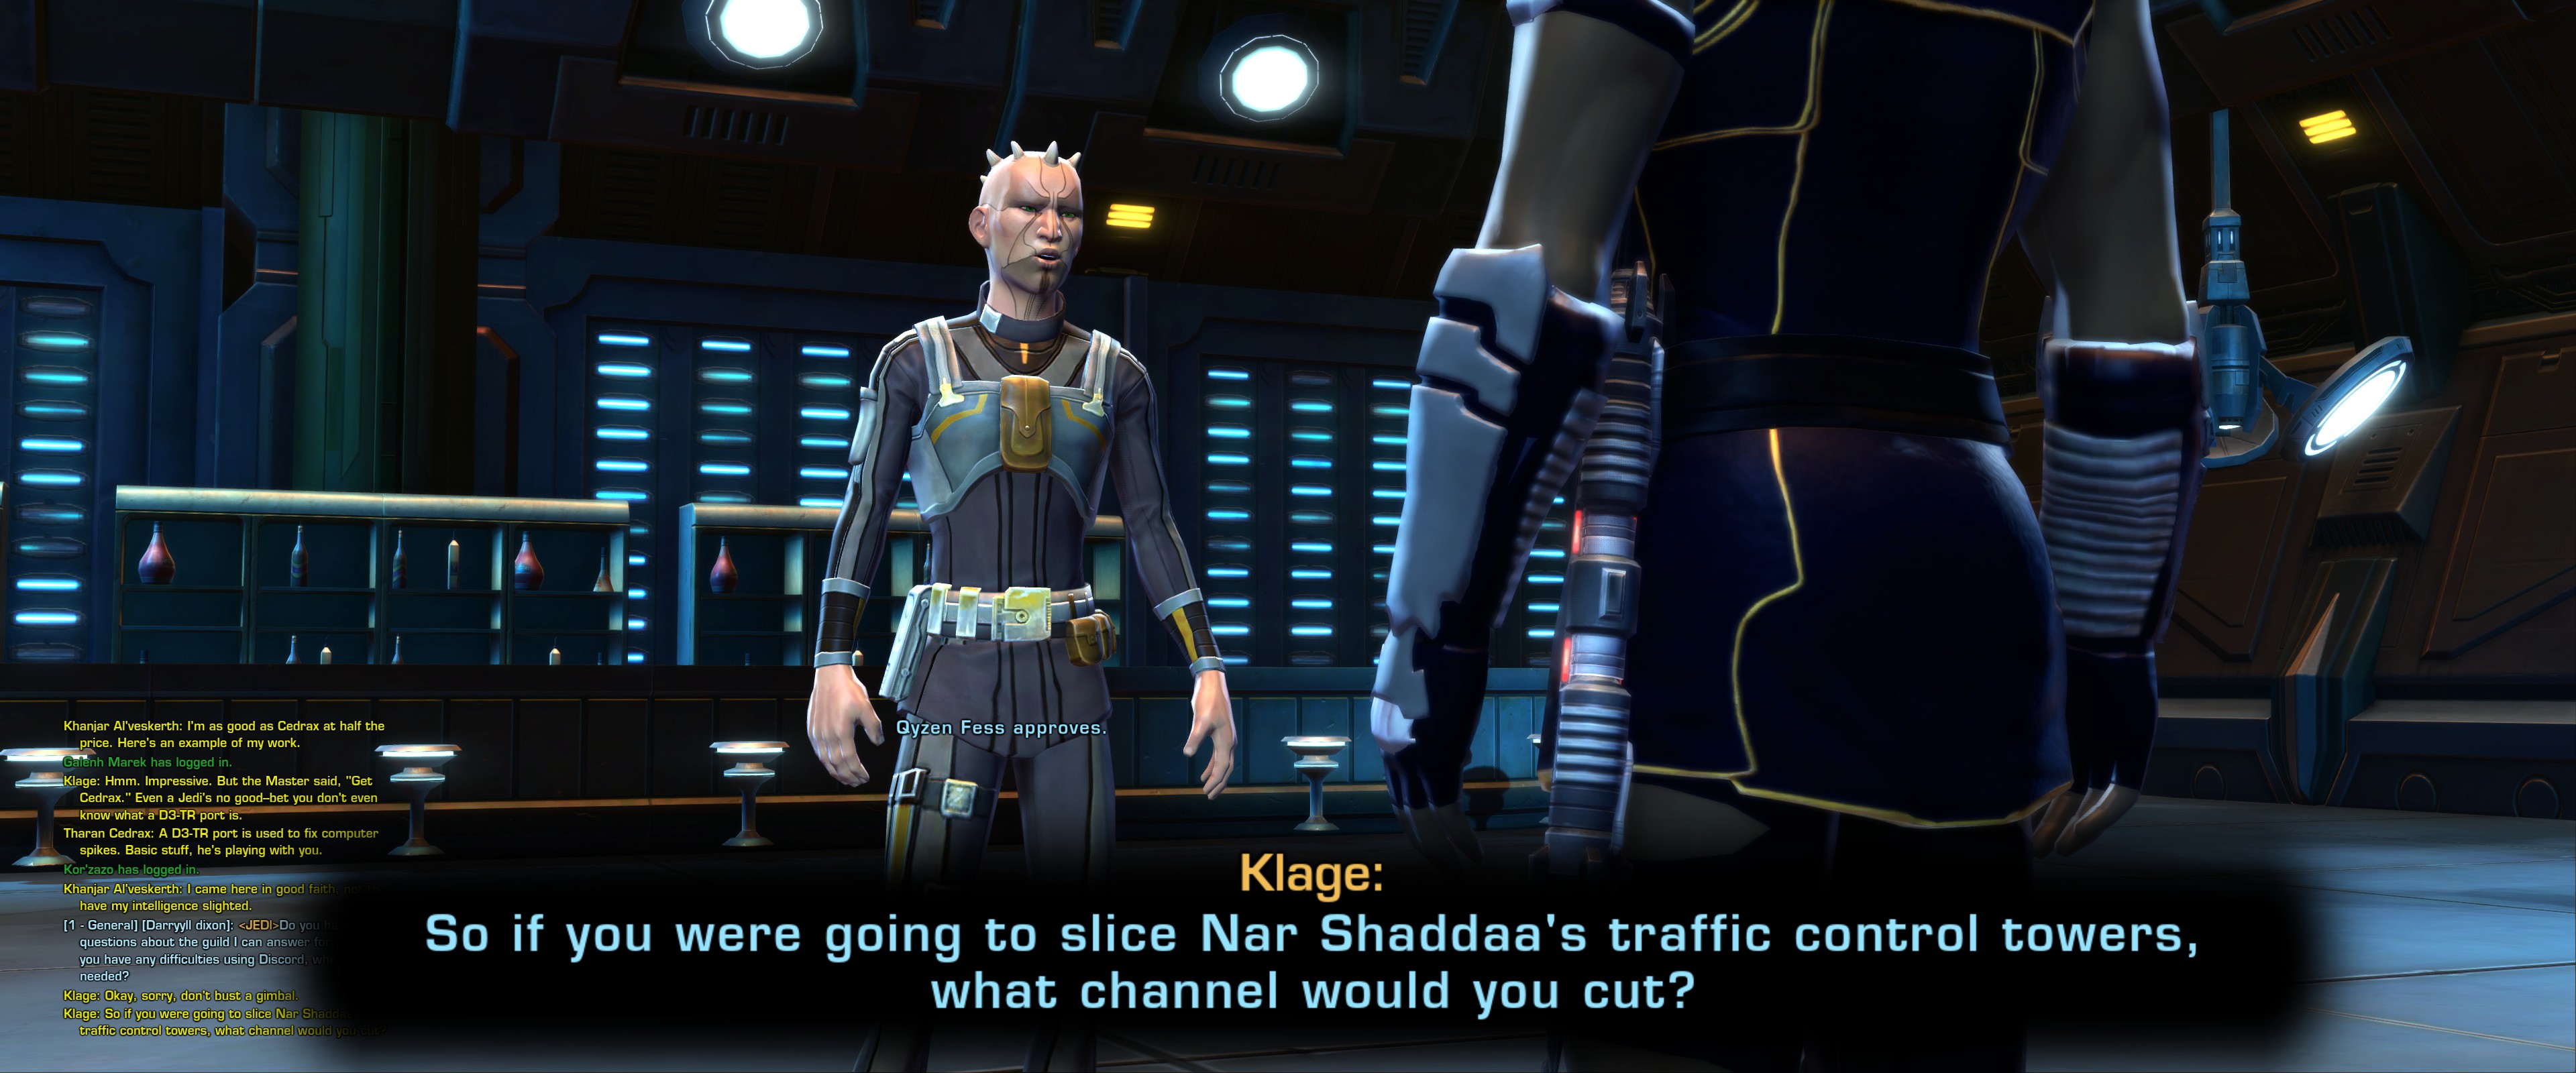 Qyzen Fess approves.
Khanjar Al'veskerth: I'm as good as Cedrax at half the
price. Here's an example of my work.
Galenh Marek has logged in.
Klage: Hmm. Impressive. But the Master said, "Get
Cedrax." Even a Jedi's no good–bet you don't even
know what a D3-TR port is.
Tharan Cedrax: A D3-TR port is used to fix computer
spikes. Basic stuff, he's playing with you.
Kor'zazo has logged in.
Khanjar Al'veskerth: I came here in good faith,
have my intelligence slighted.
[1 - General] [Darryyll dixon]: <JEDI>Do you
questions about the guild I can answer
you have any difficulties using Discord,
needed?
Klage: Okay, sorry, don't bust a gimbal.
Klage: So if you were going to slice Nar Shaddaa's
traffic control towers, what channel would you cut?
Klage:
So if you were going to slice Nar Shaddaa's traffic control towers,
what channel would you cut?